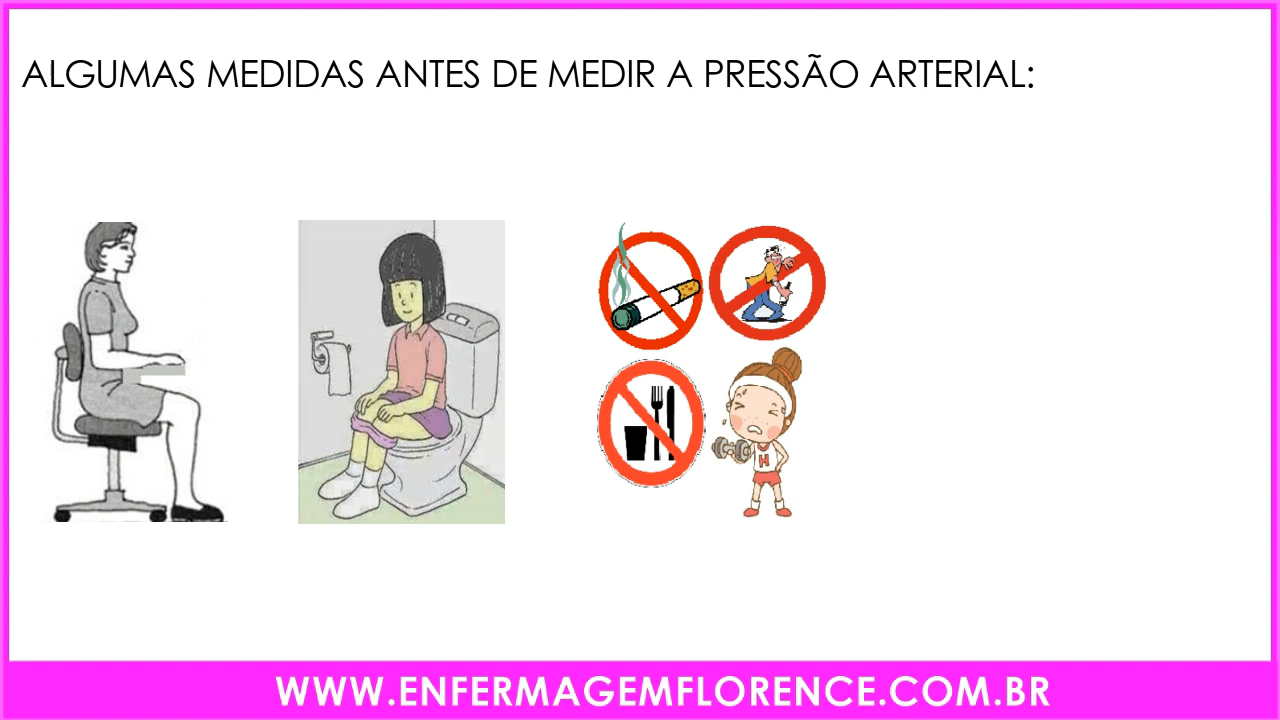 ALGUMAS MEDIDAS ANTES DE MEDIR A PRESSÃO ARTERIAL:
H
WWW.ENFERMAGEMFLORENCE.COM.BR